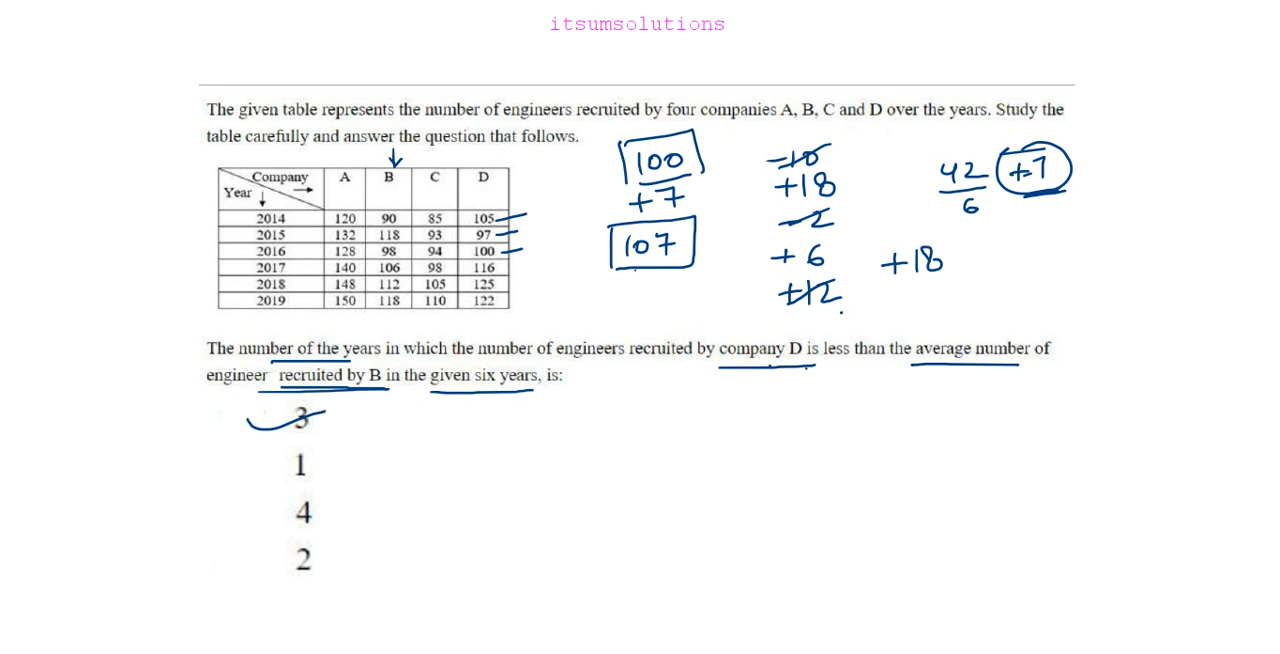 itsumsolutions
The given table represents the number of engineers recruited by four companies A, B, C and D over the years. Study the
table carefully and answer the question that follows.
Company A B C D
Year
2014 120 90 85 105
2015 132 118 93 97
2016 128 98 94 100
2017 140 106 98 116
2018 148 112 105 125
2019 150 118 110 122
100
+7
107
-10
+18
-2
+6
+12
+18
42
6
+7
The number of the years in which the number of engineers recruited by company D is less than the average number of
engineer recruited by B in the given six years, is:
3
1
4
2